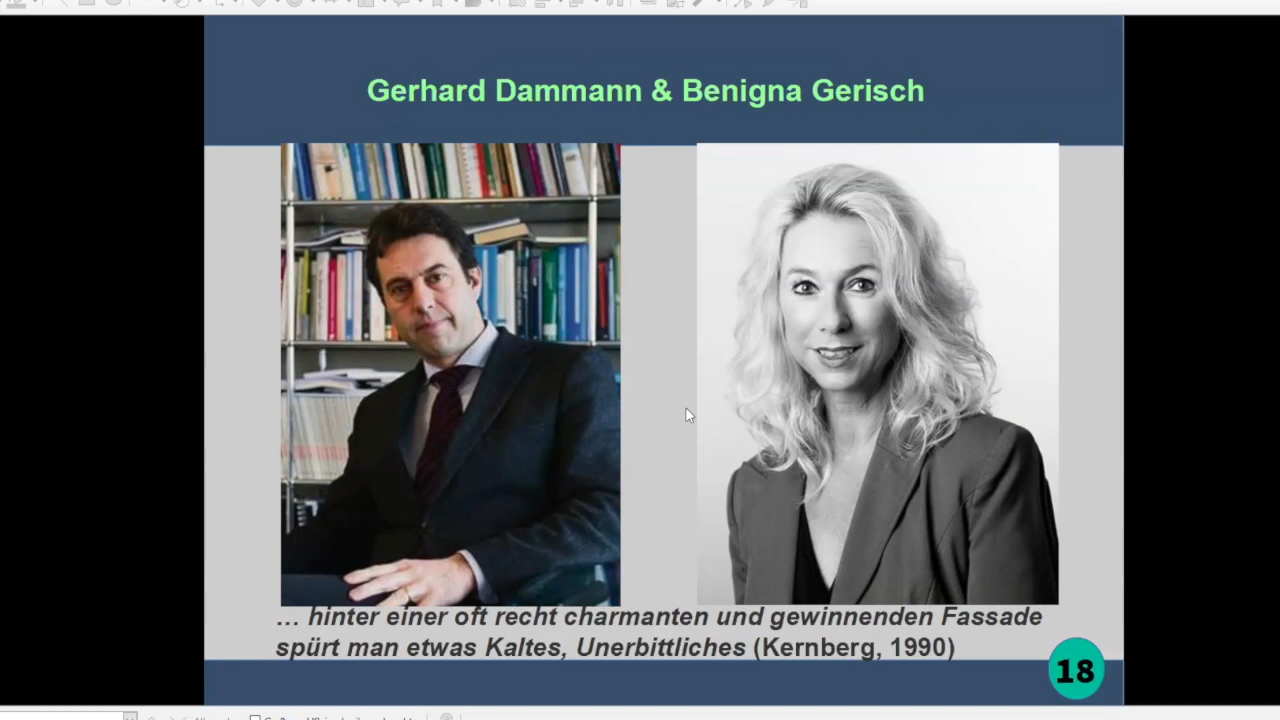 Gerhard Dammann & Benigna Gerisch
… hinter einer oft recht charmanten und gewinnenden Fassade
spürt man etwas Kaltes, Unerbittliches (Kernberg, 1990)
18